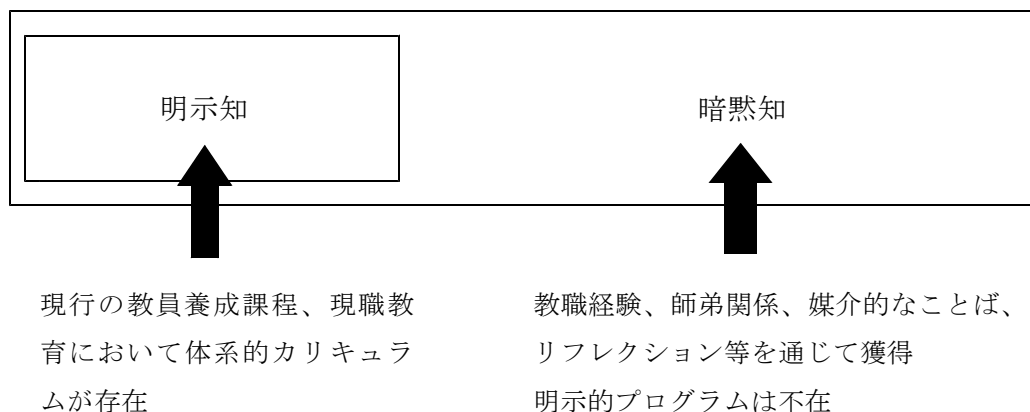 明示知
暗黙知
現行の教員養成課程、現職教
育において体系的カリキュラ
ムが存在
教職経験、師弟関係、媒介的なことば、
リフレクション等を通じて獲得
明示的プログラムは不在